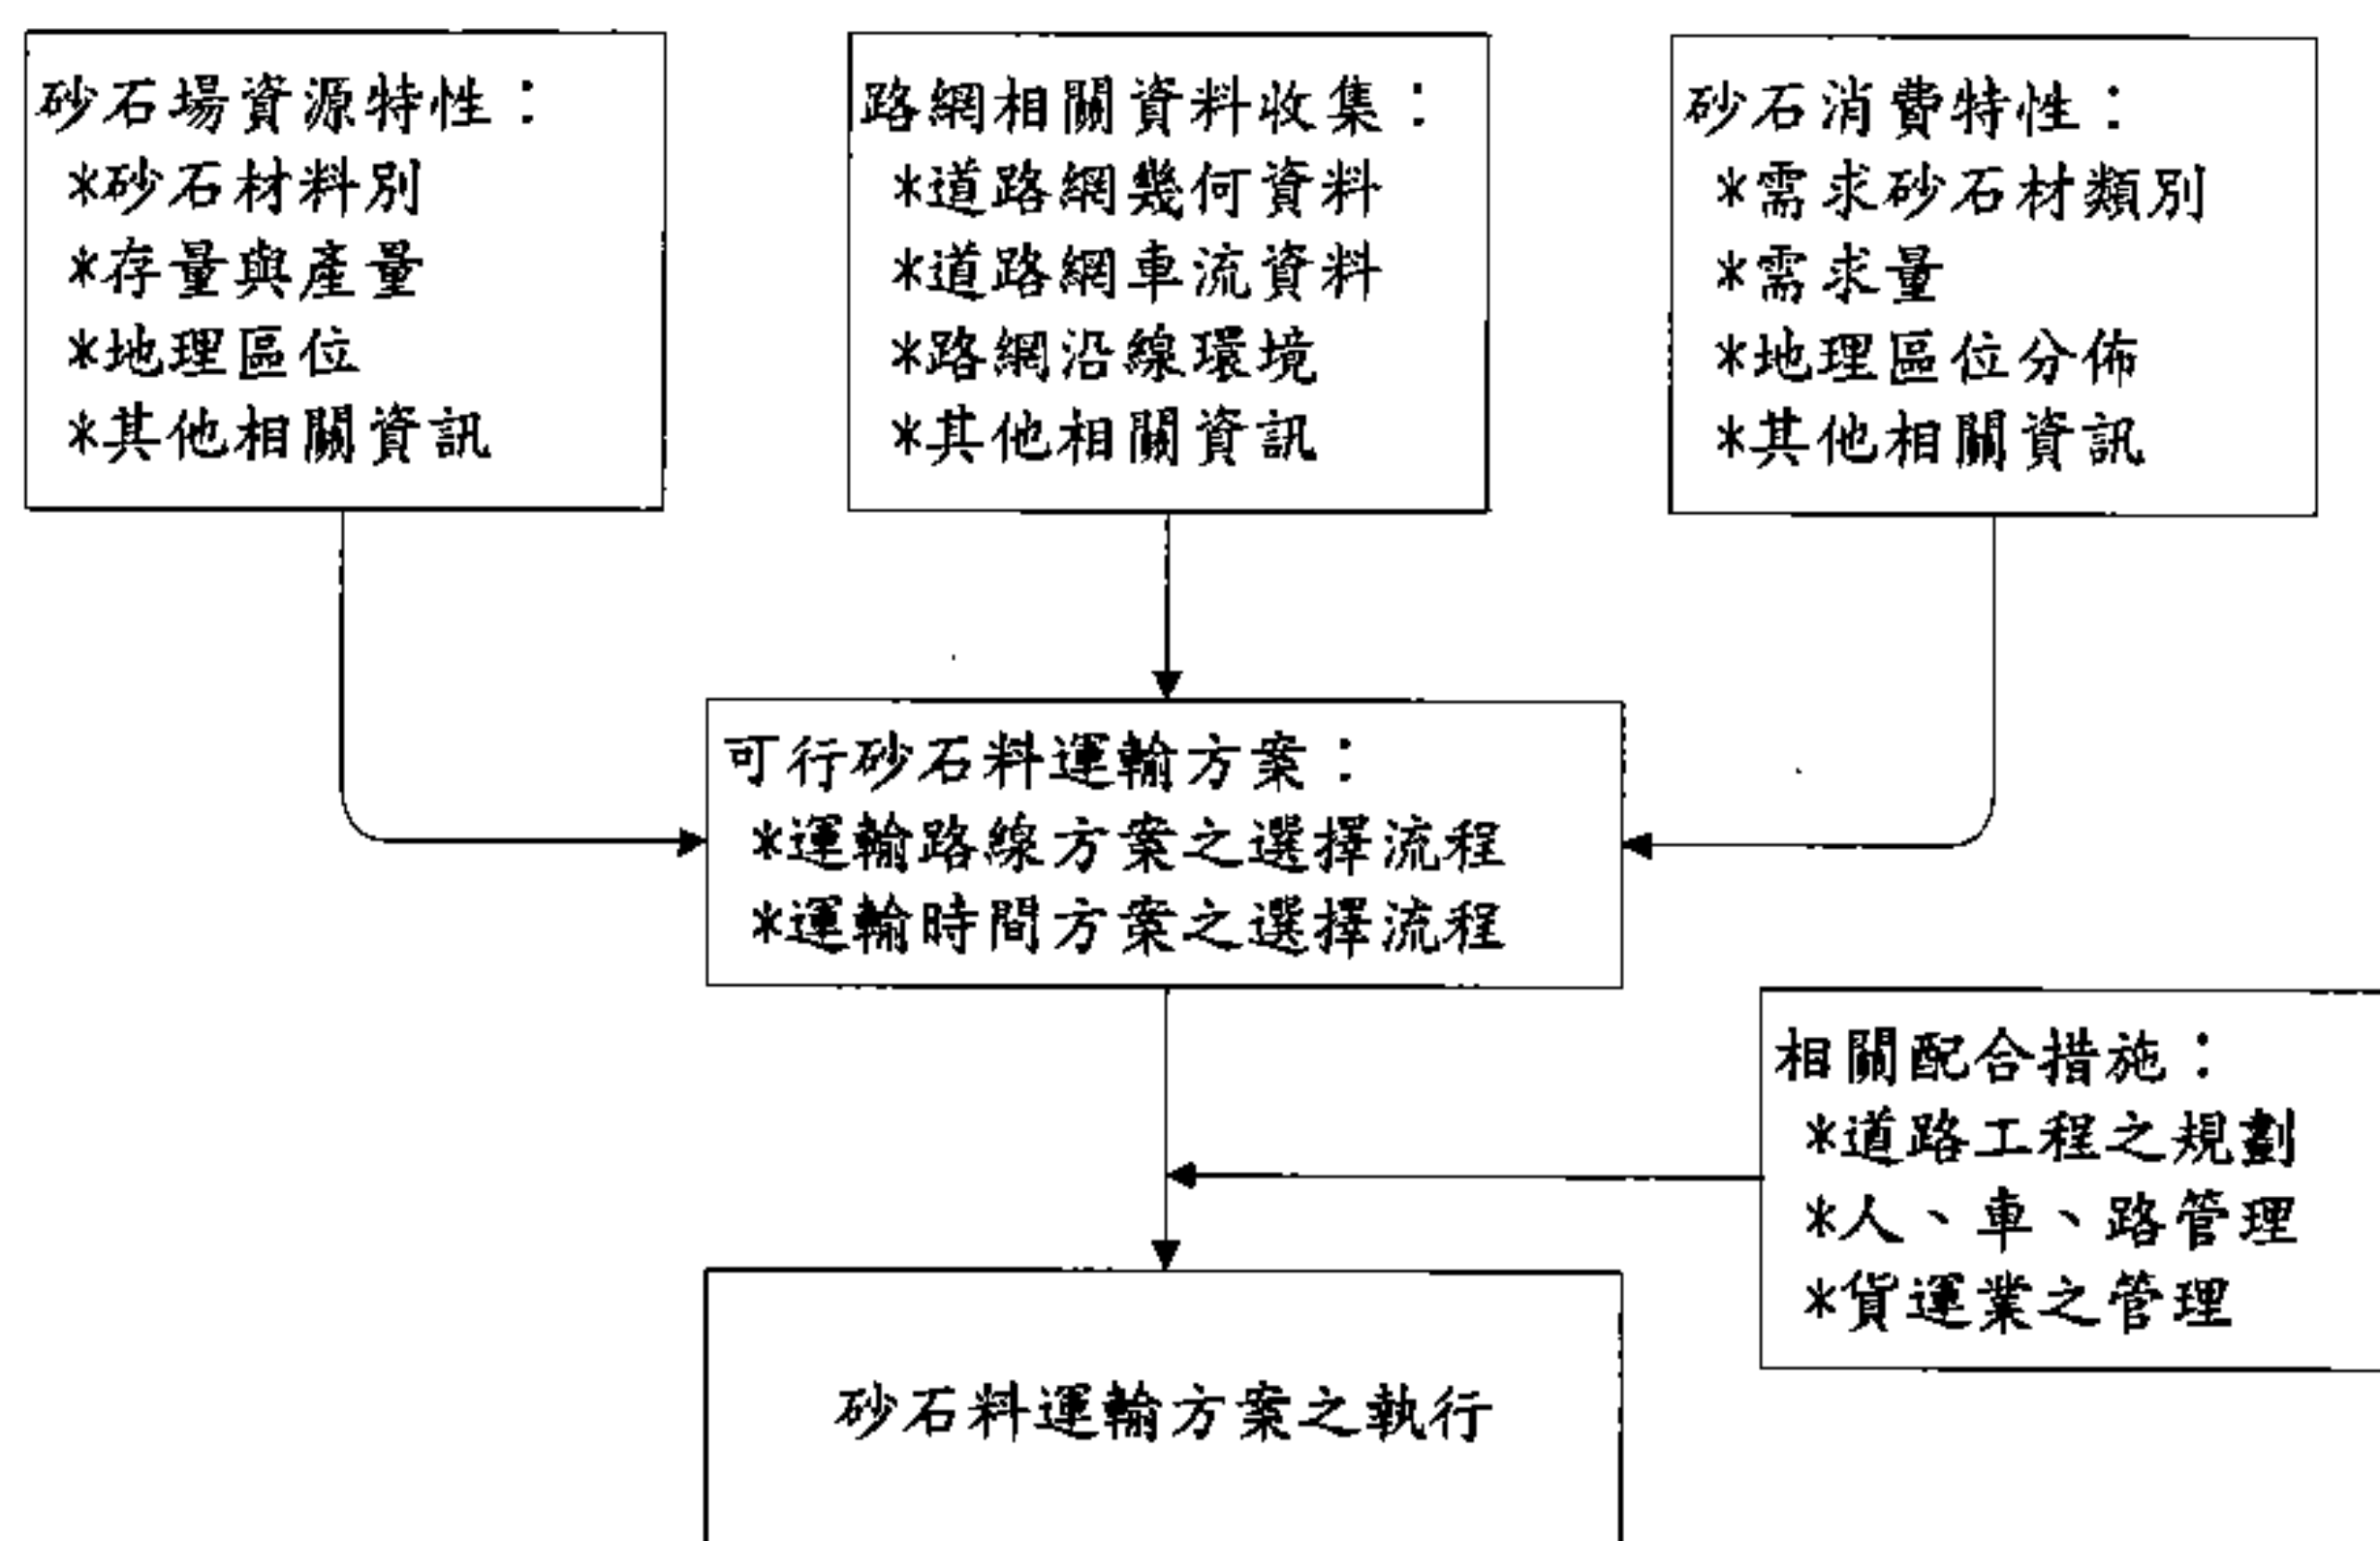 砂石場資源特性：
*砂石材料別
*存量與產量
*地理區位
*其他相關資訊
路網相關資料收集：
*道路網幾何資料
*道路網車流資料
*路網沿線環境
*其他相關資訊
砂石消費特性：
*需求砂石材類別
*需求量
*地理區位分佈
*其他相關資訊
可行砂石料運輸方案：
*運輸路線方案之選擇流程
*運輸時間方案之選擇流程
相關配合措施：
*道路工程之規劃
*人、車、路管理
*貨運業之管理
砂石料運輸方案之執行